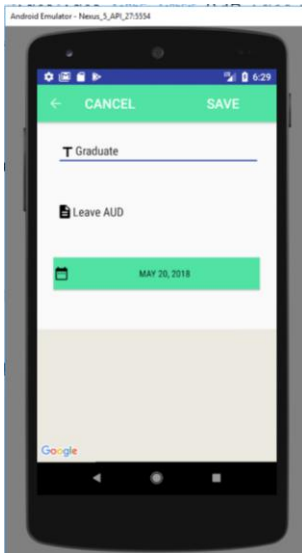 Android Emulator - Nexus_5_API_27:5554
6:29
CANCEL SAVE
Graduate
Leave AUD
MAY 20, 2018
Google